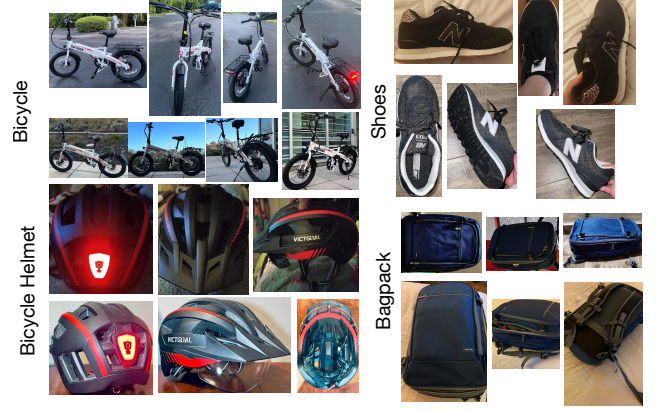 Bicycle
Shoes
Bicycle Helmet
VICTGOAL
VICTGOAL
Bagpack
N
N
N
N